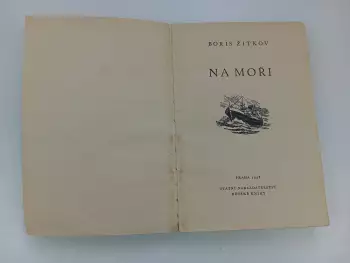 BORIS ŽITKOV
NA MOŘI
PRAHA
STÁTNÍ NAKLADATELSTVÍ
DĚTSKÉ KNIHY